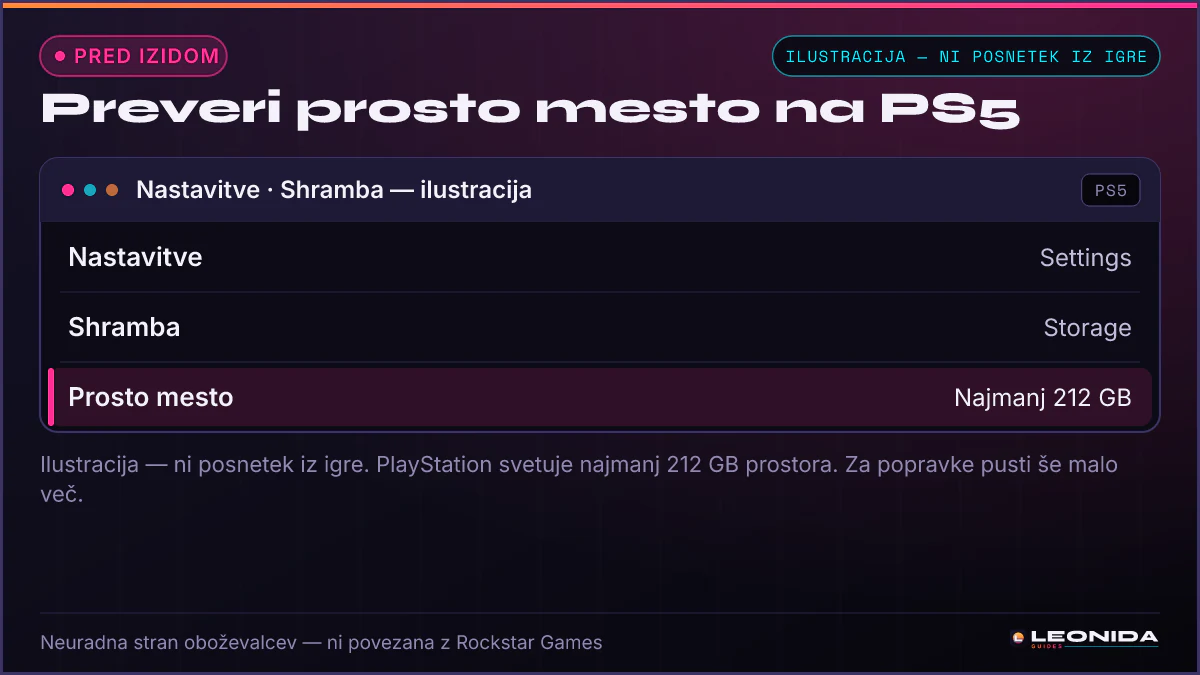 PRED IZIDOM
ILUSTRACIJA — NI POSNETEK IZ IGRE
Preveri prosto mesto na PS5
Nastavitve · Shramba — ilustracija
PS5
Nastavitve
Settings
Shramba
Storage
Prosto mesto
Najmanj 212 GB
Ilustracija — ni posnetek iz igre. PlayStation svetuje najmanj 212 GB prostora. Za popravke pusti še malo
več.
Neuradna stran oboževalcev — ni povezana z Rockstar Games
LEONIDA
GUIDES